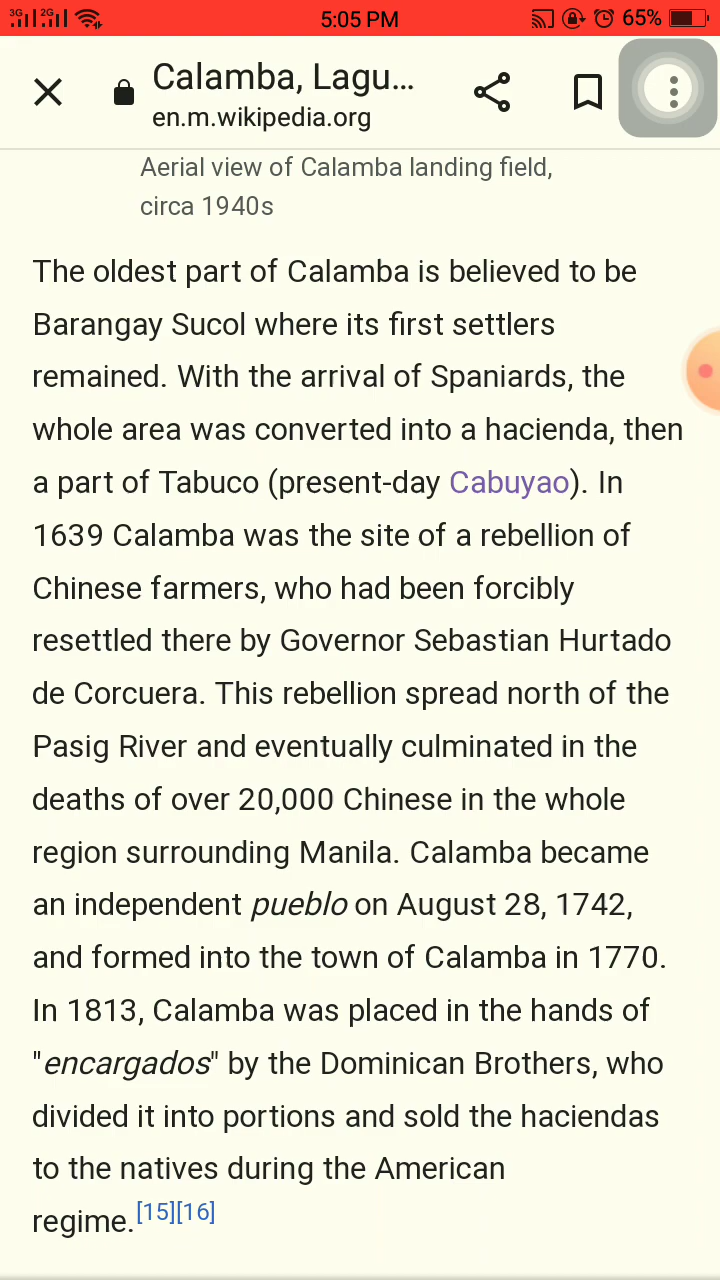 3G 2G 5:05 PM 65%
Calamba, Lagu...
en.m.wikipedia.org
Aerial view of Calamba landing field,
circa 1940s
The oldest part of Calamba is believed to be
Barangay Sucol where its first settlers
remained. With the arrival of Spaniards, the
whole area was converted into a hacienda, then
a part of Tabuco (present-day Cabuyao). In
1639 Calamba was the site of a rebellion of
Chinese farmers, who had been forcibly
resettled there by Governor Sebastian Hurtado
de Corcuera. This rebellion spread north of the
Pasig River and eventually culminated in the
deaths of over 20,000 Chinese in the whole
region surrounding Manila. Calamba became
an independent pueblo on August 28, 1742,
and formed into the town of Calamba in 1770.
In 1813, Calamba was placed in the hands of
"encargados" by the Dominican Brothers, who
divided it into portions and sold the haciendas
to the natives during the American
regime.[15][16]